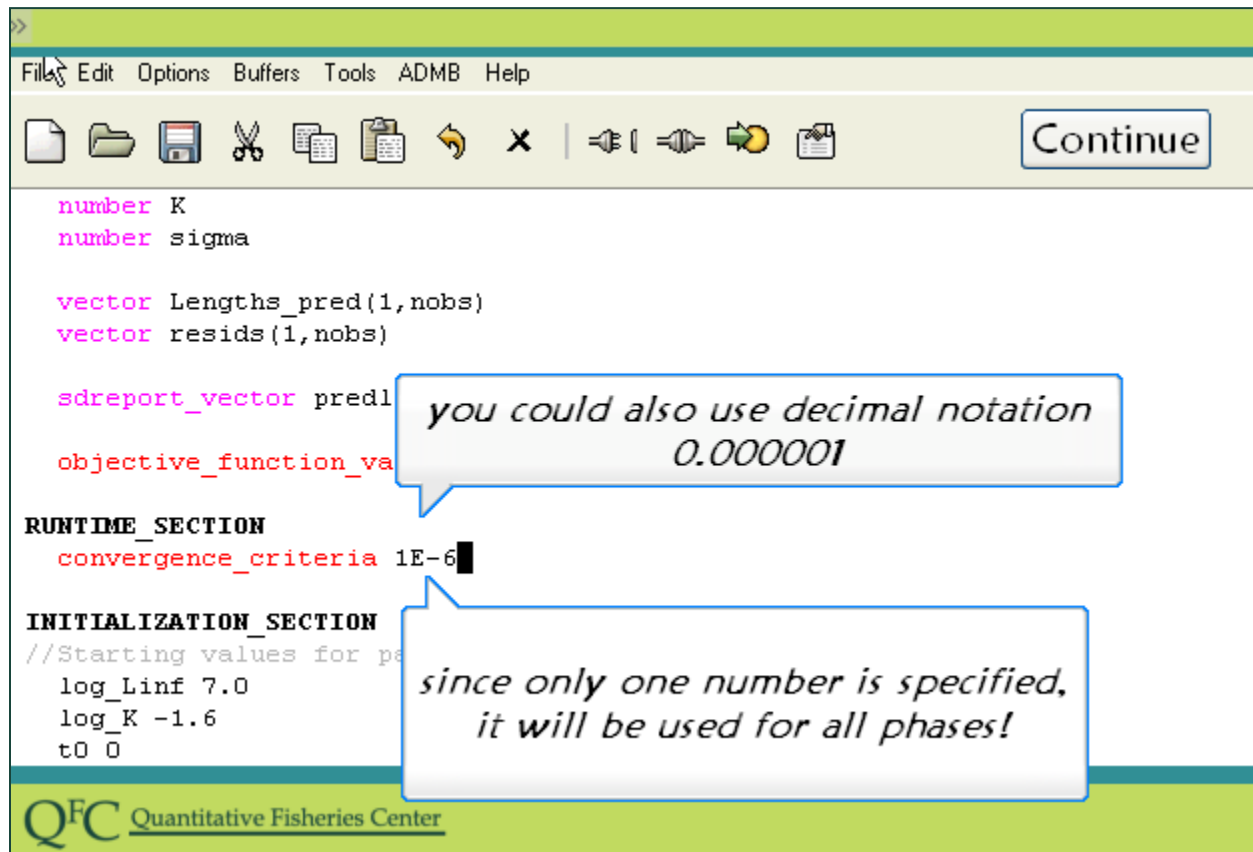 »
File Edit Options Buffers Tools ADMB Help
Continue
number K
number sigma
vector Lengths_pred(1,nobs)
vector resids(1,nobs)
sdreport_vector predl
you could also use decimal notation
0.000001
objective_function_va
RUNTIME_SECTION
convergence_criteria 1E-6
INITIALIZATION_SECTION
//Starting values for pa
log_Linf 7.0
log_K -1.6
t0 0
since only one number is specified,
it will be used for all phases!
QFC Quantitative Fisheries Center